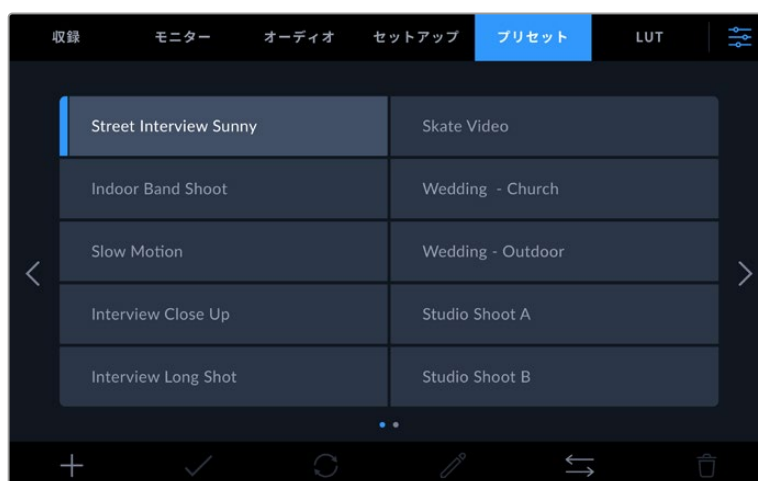 収録 モニター オーディオ セットアップ プリセット LUT
Street Interview Sunny Skate Video
Indoor Band Shoot Wedding - Church
Slow Motion Wedding - Outdoor
Interview Close Up Studio Shoot A
Interview Long Shot Studio Shoot B